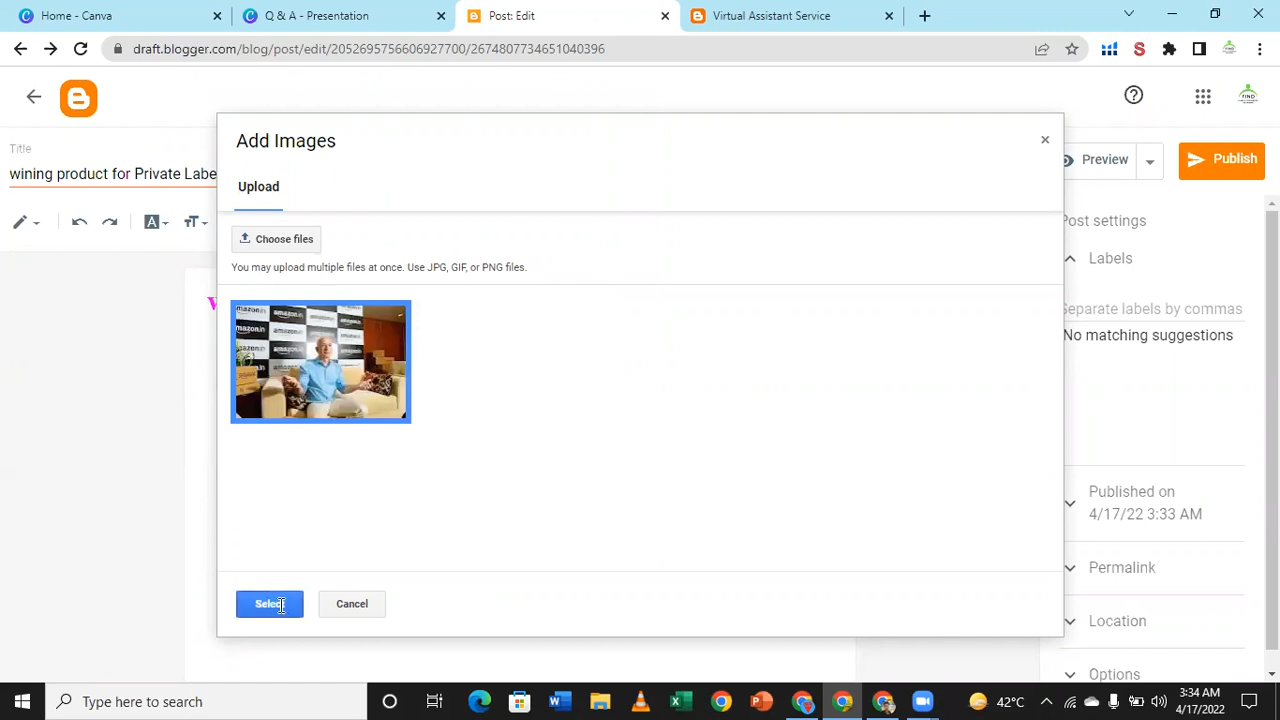 Home - Canva
Q & A - Presentation
Post: Edit
Virtual Assistant Service
draft.blogger.com/blog/post/edit/2052695756606927700/2674807734651040396
Title
wining product for Private Labe
Preview
Publish
Add Images
Upload
Choose files
You may upload multiple files at once. Use JPG, GIF, or PNG files.
Post settings
Labels
Separate labels by commas
No matching suggestions
Published on
4/17/22 3:33 AM
Permalink
Location
Options
Select
Cancel
Type here to search
42°C
3:34 AM
4/17/2022